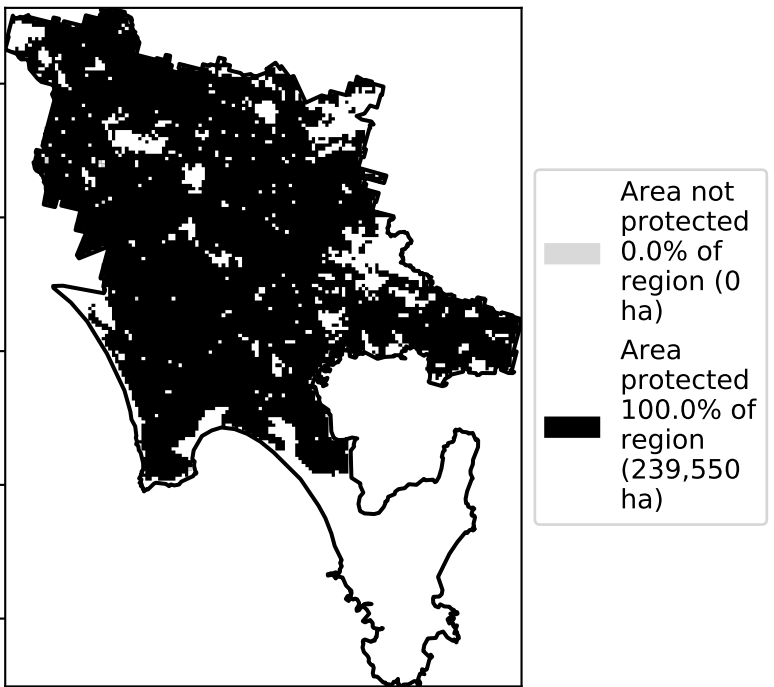 Area not
protected
0.0% of
region (0
ha)
Area
protected
100.0% of
region
(239,550
ha)